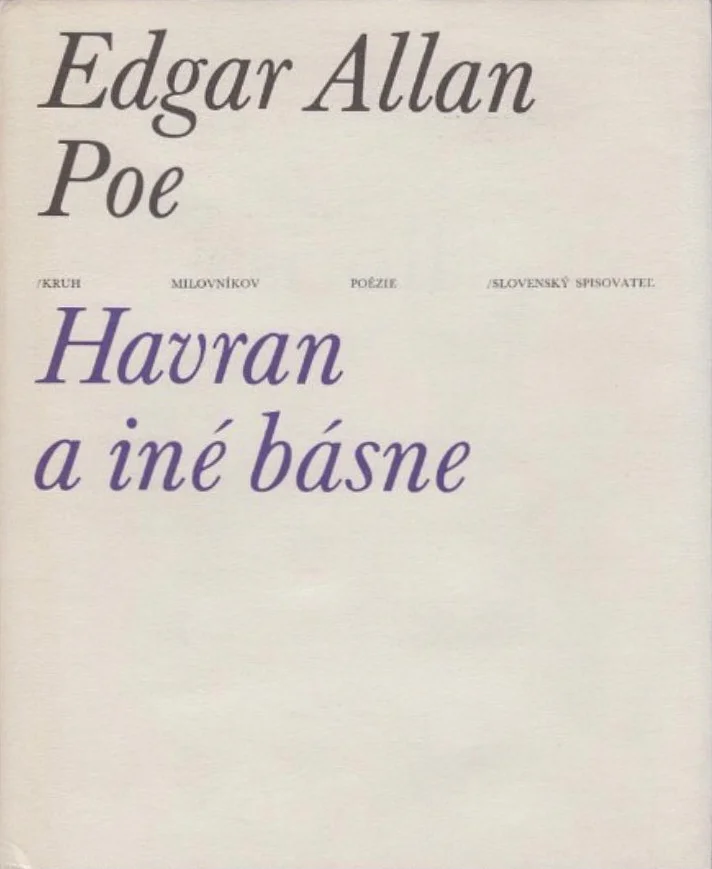 Edgar Allan
Poe
/KRUH MILOVNÍKOV POÉZIE /SLOVENSKÝ SPISOVATEĽ
Havran
a iné básne